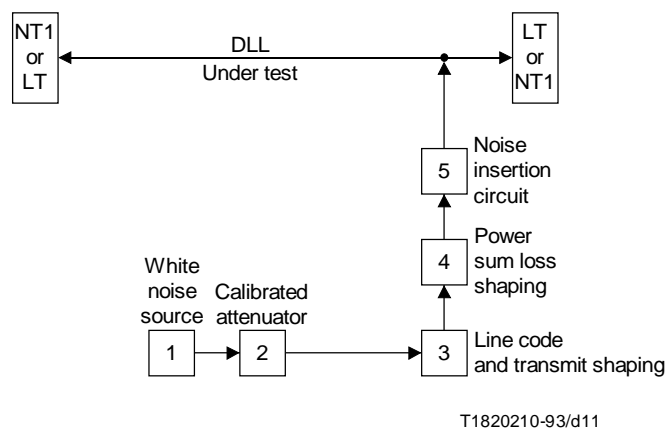 NT1
or
LT
DLL
Under test
LT
or
NT1
5
Noise
insertion
circuit
4
Power
sum loss
shaping
White
noise
source
1
Calibrated
attenuator
2
3
Line code
and transmit shaping
T1820210-93/d11